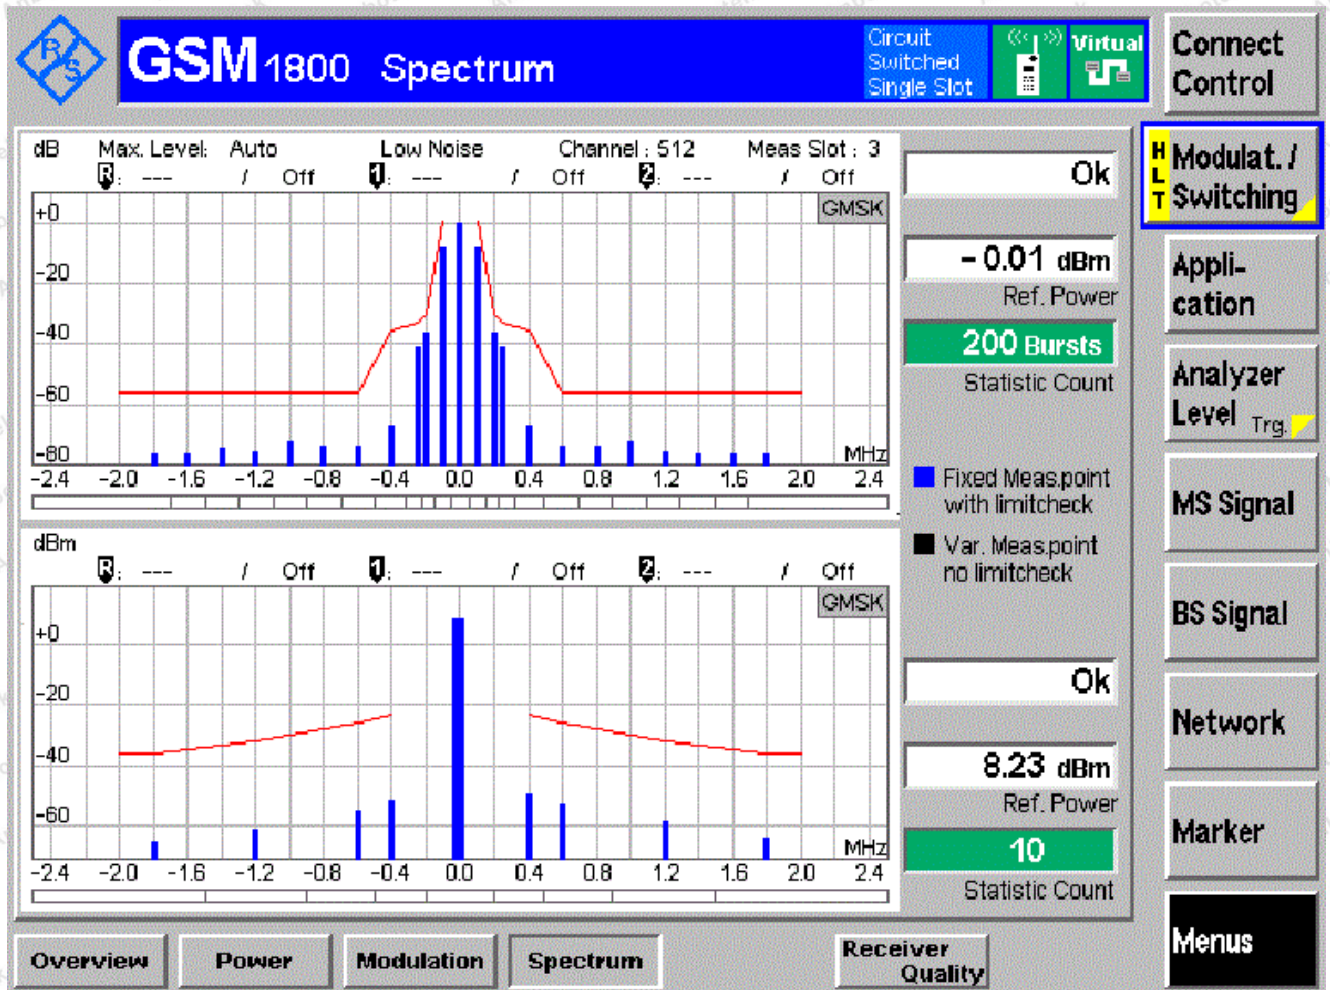 R S
GSM 1800 Spectrum
Circuit
Switched
Single Slot
Virtual
Connect
Control
dB Max. Level: Auto Low Noise Channel : 512 Meas Slot : 3
R : --- / Off 1 : --- / Off 2 : --- / Off
GMSK
+0
-20
-40
-60
-80
MHz
-2.4 -2.0 -1.6 -1.2 -0.8 -0.4 0.0 0.4 0.8 1.2 1.6 2.0 2.4
Ok
- 0.01 dBm
Ref. Power
200 Bursts
Statistic Count
Fixed Meas.point
with limitcheck
Var. Meas.point
no limitcheck
dBm
R : --- / Off 1 : --- / Off 2 : --- / Off
GMSK
+0
-20
-40
-60
MHz
-2.4 -2.0 -1.6 -1.2 -0.8 -0.4 0.0 0.4 0.8 1.2 1.6 2.0 2.4
Ok
8.23 dBm
Ref. Power
10
Statistic Count
HLT
Modulat. /
Switching
Appli-
cation
Analyzer
Level Trg.
MS Signal
BS Signal
Network
Marker
Menus
Overview Power Modulation Spectrum Receiver
Quality